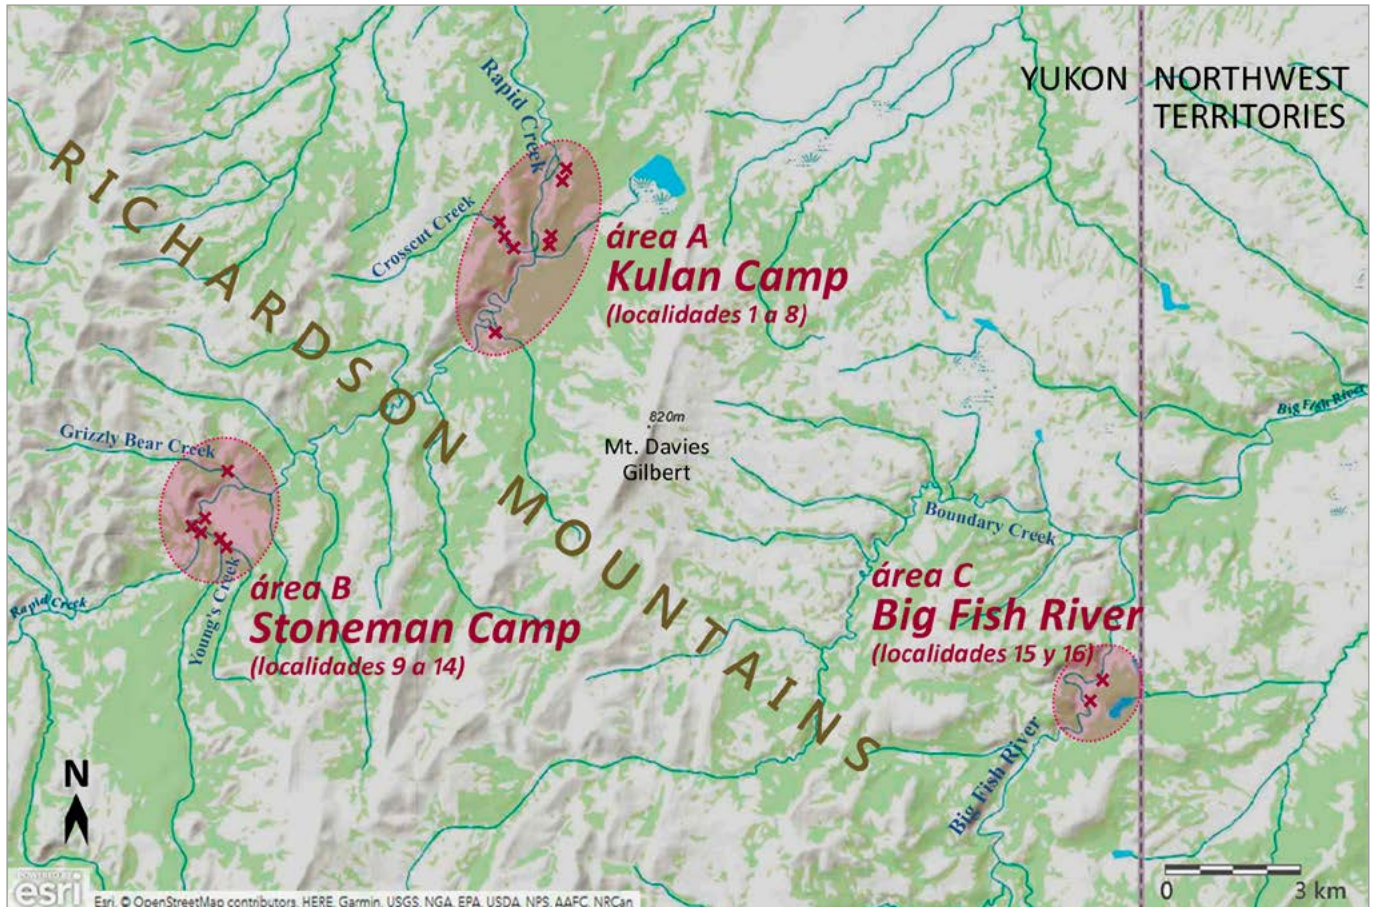 YUKON
NORTHWEST
TERRITORIES
Rapid Creek
Crosscut Creek
RICHARDSON MOUNTAINS
área A
Kulan Camp
(localidades 1 a 8)
820m
Mt. Davies
Gilbert
Big Fish River
Grizzly Bear Creek
Boundary Creek
área B
Stoneman Camp
(localidades 9 a 14)
Rapid Creek
Young's Creek
área C
Big Fish River
(localidades 15 y 16)
Big Fish River
N
0 3 km
POWERED BY
esri
Esri, © OpenStreetMap contributors, HERE, Garmin, USGS, NGA, EPA, USDA, NPS, AAFC, NRCan